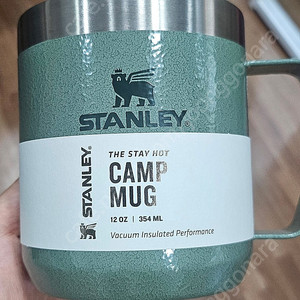 STANLEY
STANLEY.
THE STAY HOT
CAMP
MUG
12 OZ | 354 ML
Vacuum Insulated Performance